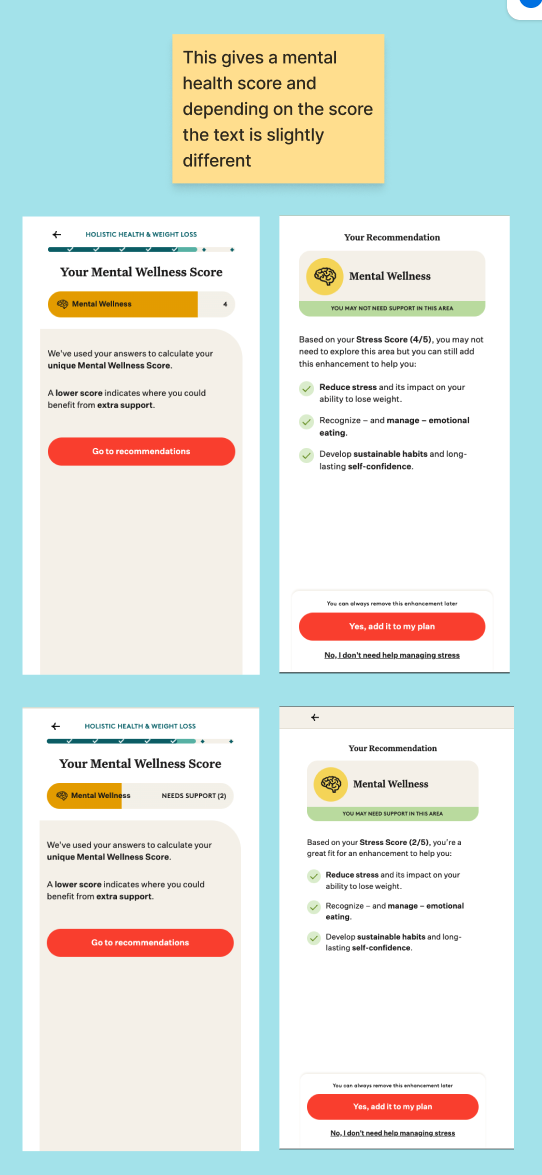 This gives a mental
health score and
depending on the score
the text is slightly
different
HOLISTIC HEALTH & WEIGHT LOSS
Your Mental Wellness Score
Mental Wellness 4
We've used your answers to calculate your
unique Mental Wellness Score.
A lower score indicates where you could
benefit from extra support.
Go to recommendations
Your Recommendation
Mental Wellness
YOU MAY NOT NEED SUPPORT IN THIS AREA
Based on your Stress Score (4/5), you may not
need to explore this area but you can still add
this enhancement to help you:
Reduce stress and its impact on your
ability to lose weight.
Recognize – and manage – emotional
eating.
Develop sustainable habits and long-
lasting self-confidence.
You can always remove this enhancement later
Yes, add it to my plan
No, I don't need help managing stress
HOLISTIC HEALTH & WEIGHT LOSS
Your Mental Wellness Score
Mental Wellness NEEDS SUPPORT (2)
We've used your answers to calculate your
unique Mental Wellness Score.
A lower score indicates where you could
benefit from extra support.
Go to recommendations
Your Recommendation
Mental Wellness
YOU MAY NEED SUPPORT IN THIS AREA
Based on your Stress Score (2/5), you're a
great fit for an enhancement to help you:
Reduce stress and its impact on your
ability to lose weight.
Recognize – and manage – emotional
eating.
Develop sustainable habits and long-
lasting self-confidence.
You can always remove this enhancement later
Yes, add it to my plan
No, I don't need help managing stress